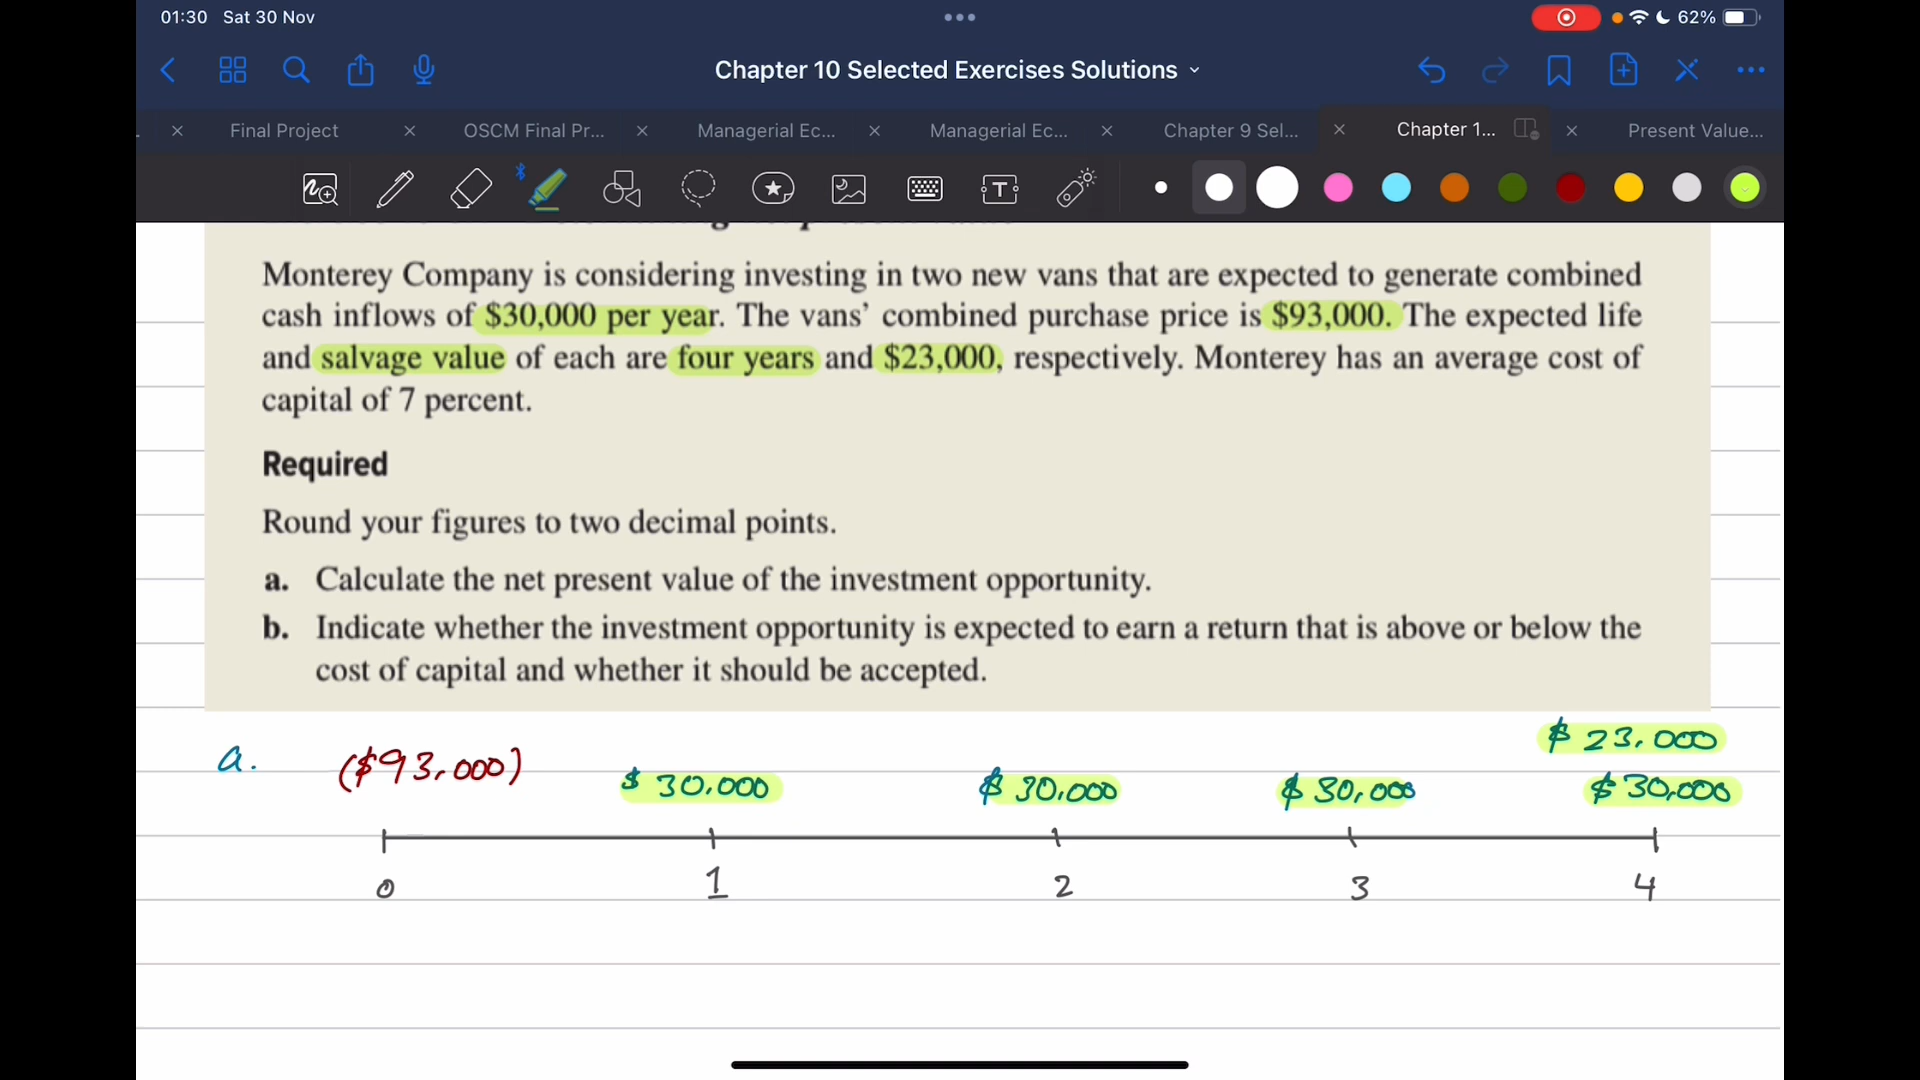 01:30 Sat 30 Nov
62%
Chapter 10 Selected Exercises Solutions
Final Project
OSCM Final Pr...
Managerial Ec...
Managerial Ec...
Chapter 9 Sel...
Chapter 1...
Present Value...
T
Monterey Company is considering investing in two new vans that are expected to generate combined
cash inflows of $30,000 per year. The vans’ combined purchase price is $93,000. The expected life
and salvage value of each are four years and $23,000, respectively. Monterey has an average cost of
capital of 7 percent.
Required
Round your figures to two decimal points.
a. Calculate the net present value of the investment opportunity.
b. Indicate whether the investment opportunity is expected to earn a return that is above or below the
cost of capital and whether it should be accepted.
$ 23,000
a. ($93,000) $ 30,000 $ 30,000 $ 30,000 $ 30,000
0 1 2 3 4